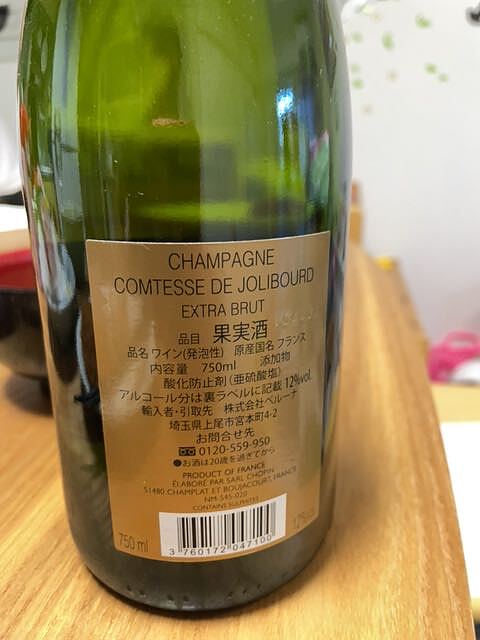 CHAMPAGNE
COMTESSE DE JOLIBOURD
EXTRA BRUT
品目 果実酒
品名 ワイン(発泡性) 原産国名 フランス
内容量 750ml 添加物
酸化防止剤(亜硫酸塩)
アルコール分は裏ラベルに記載 12%vol.
輸入者・引取先 株式会社ベルーナ
埼玉県上尾市宮本町4-2
お問合せ先
0120-559-950
●お酒は20歳を過ぎてから
PRODUCT OF FRANCE
ÉLABORÉ PAR SARL CHOPIN
51480 CHAMPLAT ET BOUJACOURT, FRANCE
NM-545-020
CONTAINS SULPHITES
750 ml
3 760172 047100